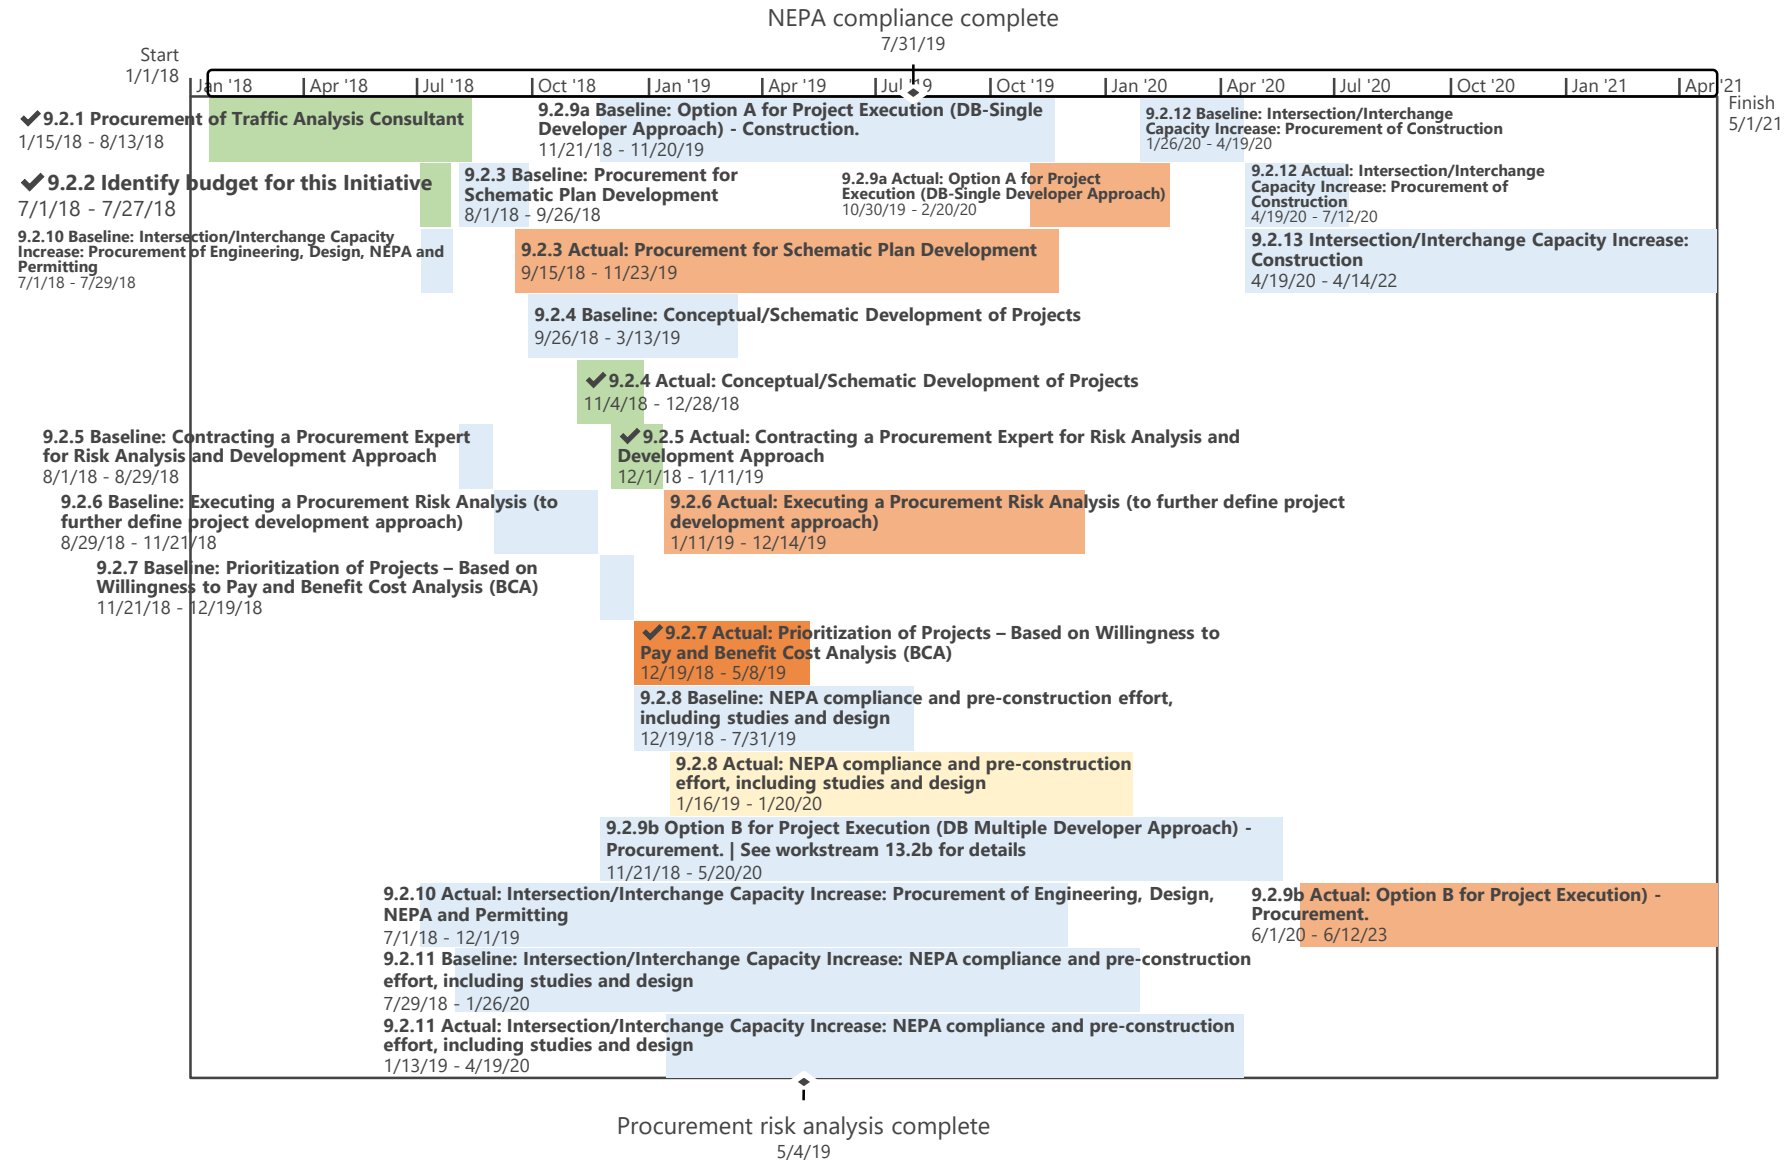 NEPA compliance complete
7/31/19
Start
1/1/18
Jan '18
Apr '18
Jul '18
Oct '18
Jan '19
Apr '19
Jul '19
Oct '19
Jan '20
Apr '20
Jul '20
Oct '20
Jan '21
Apr '21
Finish
5/1/21
✔9.2.1 Procurement of Traffic Analysis Consultant
1/15/18 - 8/13/18
9.2.9a Baseline: Option A for Project Execution (DB-Single
Developer Approach) - Construction.
11/21/18 - 11/20/19
9.2.12 Baseline: Intersection/Interchange
Capacity Increase: Procurement of Construction
1/26/20 - 4/19/20
✔9.2.2 Identify budget for this Initiative
7/1/18 - 7/27/18
9.2.3 Baseline: Procurement for
Schematic Plan Development
8/1/18 - 9/26/18
9.2.9a Actual: Option A for Project
Execution (DB-Single Developer Approach)
10/30/19 - 2/20/20
9.2.12 Actual: Intersection/Interchange
Capacity Increase: Procurement of
Construction
4/19/20 - 7/12/20
9.2.10 Baseline: Intersection/Interchange Capacity
Increase: Procurement of Engineering, Design, NEPA and
Permitting
7/1/18 - 7/29/18
9.2.3 Actual: Procurement for Schematic Plan Development
9/15/18 - 11/23/19
9.2.13 Intersection/Interchange Capacity Increase:
Construction
4/19/20 - 4/14/22
9.2.4 Baseline: Conceptual/Schematic Development of Projects
9/26/18 - 3/13/19
✔9.2.4 Actual: Conceptual/Schematic Development of Projects
11/4/18 - 12/28/18
9.2.5 Baseline: Contracting a Procurement Expert
for Risk Analysis and Development Approach
8/1/18 - 8/29/18
✔9.2.5 Actual: Contracting a Procurement Expert for Risk Analysis and
Development Approach
12/1/18 - 1/11/19
9.2.6 Baseline: Executing a Procurement Risk Analysis (to
further define project development approach)
8/29/18 - 11/21/18
9.2.6 Actual: Executing a Procurement Risk Analysis (to further define project
development approach)
1/11/19 - 12/14/19
9.2.7 Baseline: Prioritization of Projects – Based on
Willingness to Pay and Benefit Cost Analysis (BCA)
11/21/18 - 12/19/18
✔9.2.7 Actual: Prioritization of Projects – Based on Willingness to
Pay and Benefit Cost Analysis (BCA)
12/19/18 - 5/8/19
9.2.8 Baseline: NEPA compliance and pre-construction effort,
including studies and design
12/19/18 - 7/31/19
9.2.8 Actual: NEPA compliance and pre-construction
effort, including studies and design
1/16/19 - 1/20/20
9.2.9b Option B for Project Execution (DB Multiple Developer Approach) -
Procurement. | See workstream 13.2b for details
11/21/18 - 5/20/20
9.2.10 Actual: Intersection/Interchange Capacity Increase: Procurement of Engineering, Design,
NEPA and Permitting
7/1/18 - 12/1/19
9.2.9b Actual: Option B for Project Execution) -
Procurement.
6/1/20 - 6/12/23
9.2.11 Baseline: Intersection/Interchange Capacity Increase: NEPA compliance and pre-construction
effort, including studies and design
7/29/18 - 1/26/20
9.2.11 Actual: Intersection/Interchange Capacity Increase: NEPA compliance and pre-construction
effort, including studies and design
1/13/19 - 4/19/20
Procurement risk analysis complete
5/4/19